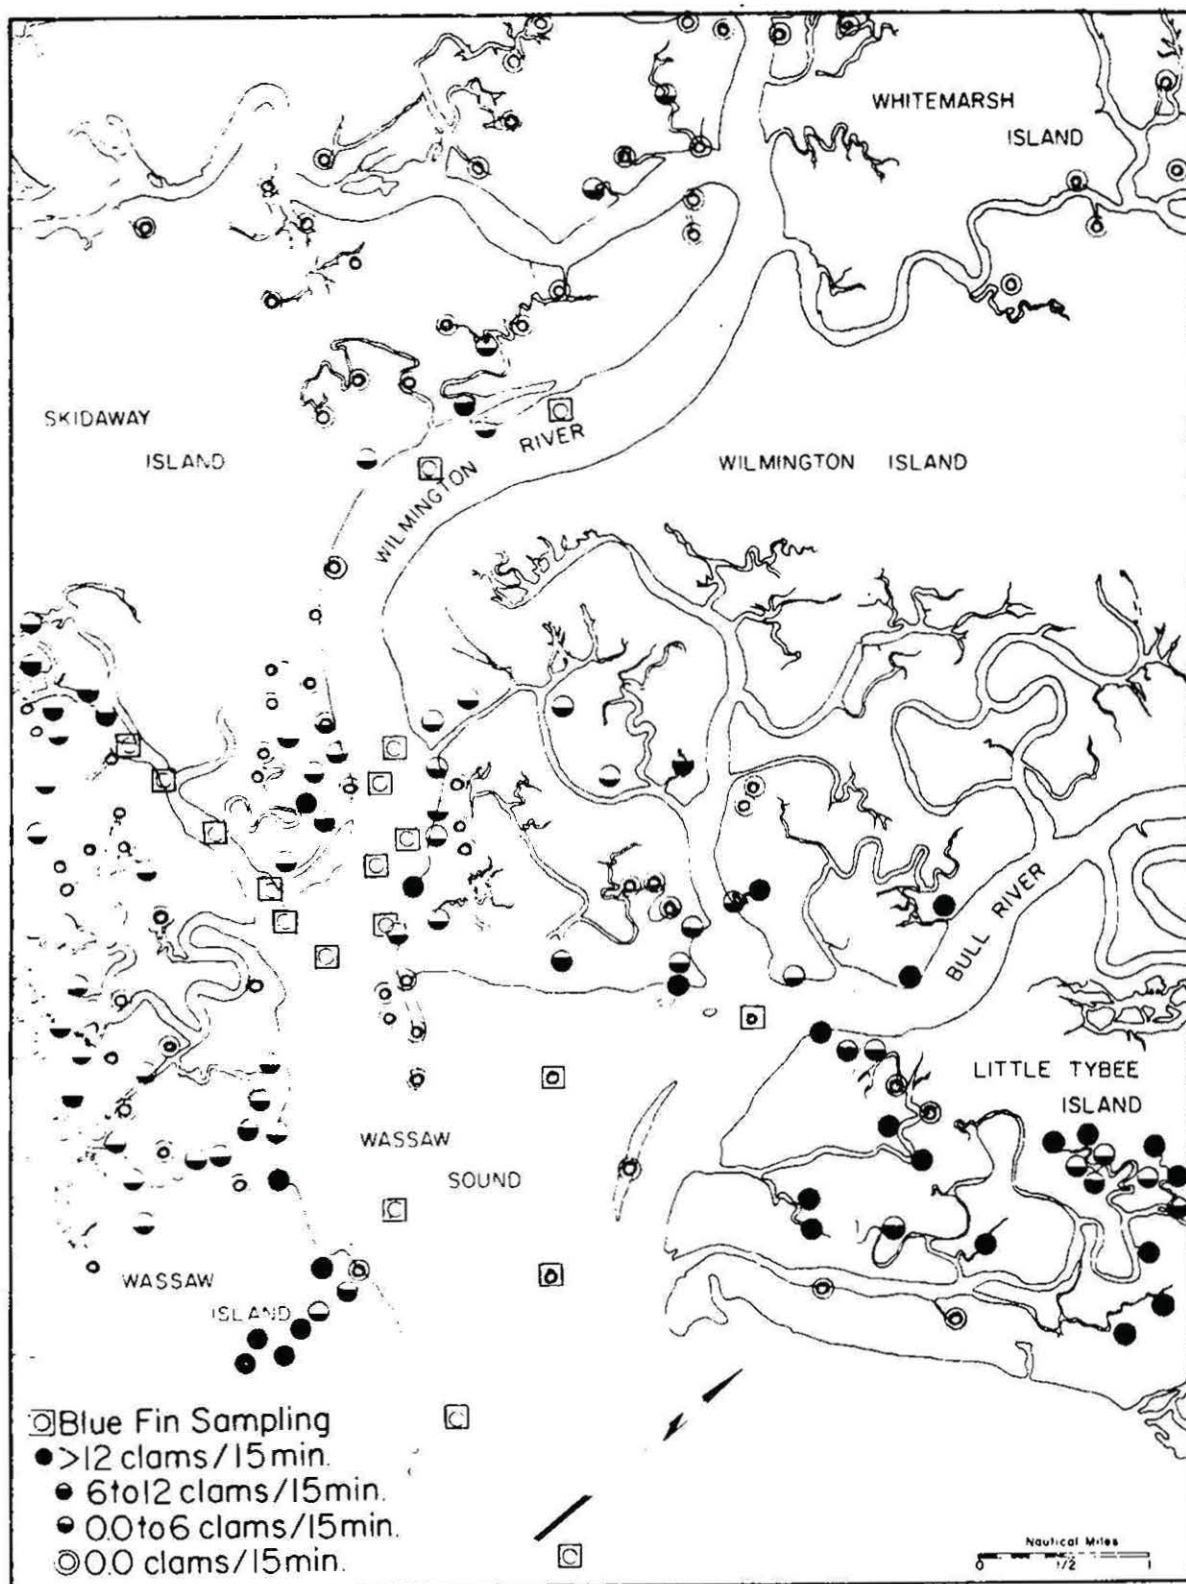 WHITEMARSH
ISLAND
SKIDAWAY
ISLAND
WILMINGTON RIVER
WILMINGTON ISLAND
BULL RIVER
LITTLE TYBEE
ISLAND
WASSAW
SOUND
WASSAW
ISLAND
Blue Fin Sampling
>12 clams/15min.
6to12 clams/15min.
0.0to6 clams/15min.
0.0 clams/15min.
Nautical Miles
0 1/2 1